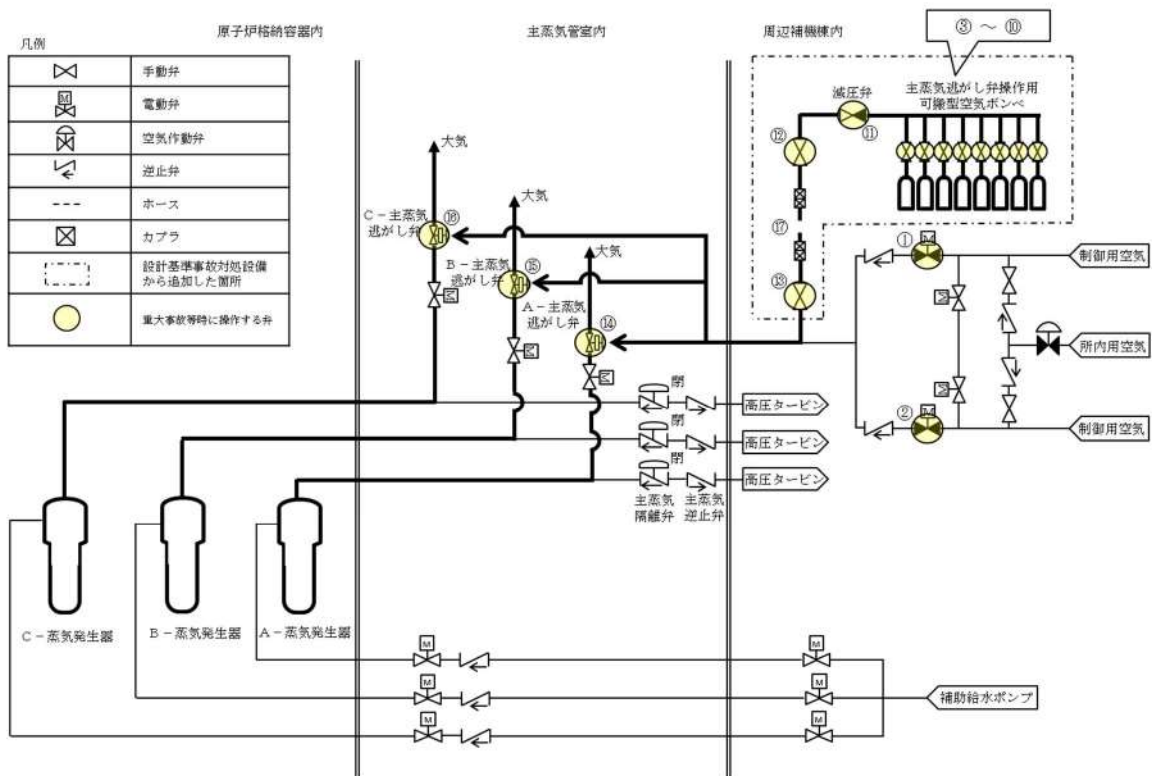 凡例
手動弁
電動弁
空気作動弁
逆止弁
ホース
カプラ
設計基準事故対処設備
から追加した箇所
重大事故等時に操作する弁
原子炉格納容器内
主蒸気管室内
周辺補機棟内
③ ～ ⑩
主蒸気逃がし弁操作用
可搬型空気ボンベ
減圧弁
⑪
⑫
⑰
⑬
大気
C－主蒸気
逃がし弁
⑯
大気
B－主蒸気
逃がし弁
⑮
大気
A－主蒸気
逃がし弁
⑭
M
M
M
①
M
制御用空気
M
所内用空気
M
②
M
制御用空気
閉
高圧タービン
閉
高圧タービン
閉
高圧タービン
主蒸気
隔離弁
主蒸気
逆止弁
C－蒸気発生器
B－蒸気発生器
A－蒸気発生器
M
M
M
M
M
M
補助給水ポンプ